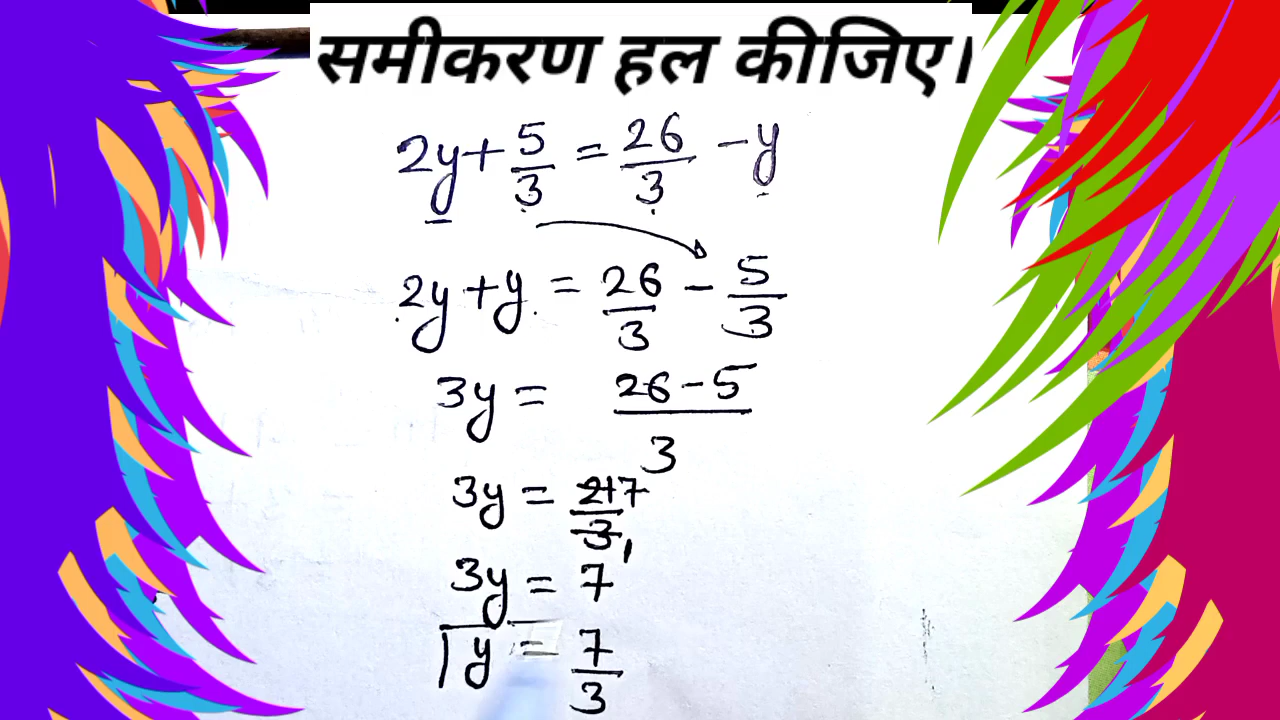 समीकरण हल कीजिए।
2y + 5/3 = 26/3 - y
2y + y = 26/3 - 5/3
3y = 26 - 5/3
3y = 21 7/3 1
3y = 7
y = 7/3